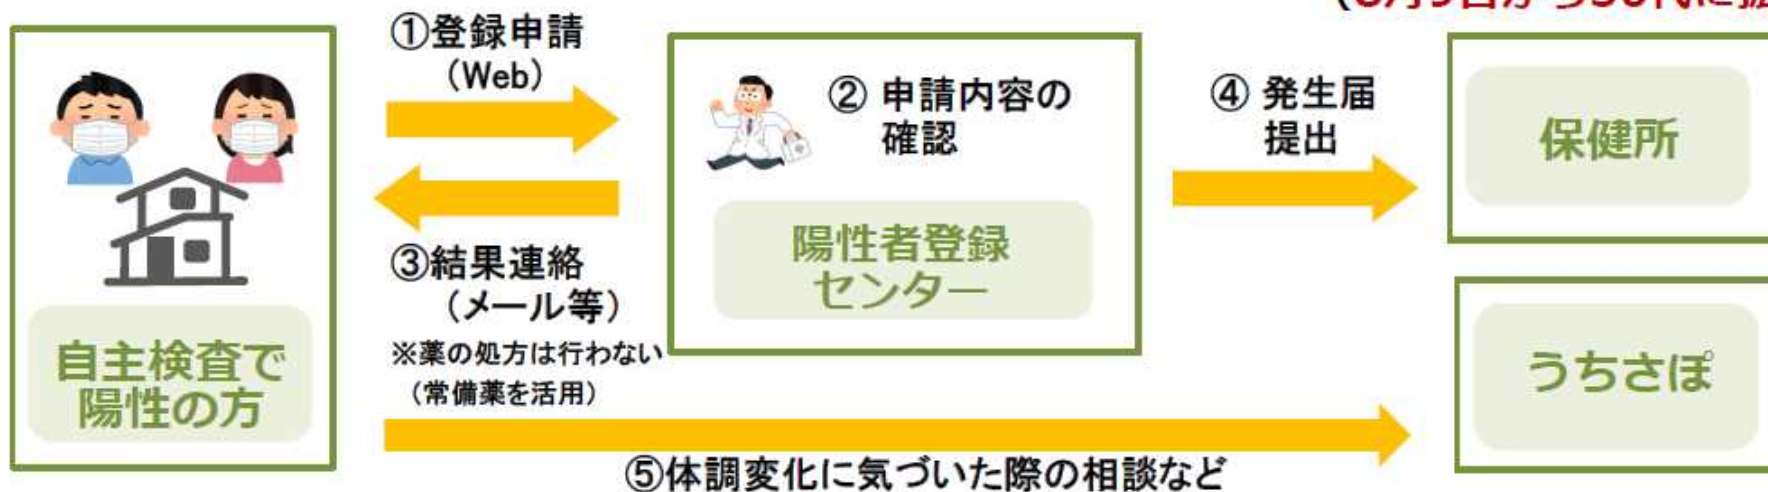 ①登録申請
（Web）
② 申請内容の
確認
④ 発生届
提出
保健所
陽性者登録
センター
③結果連絡
（メール等）
※薬の処方は行わない
（常備薬を活用）
自主検査で
陽性の方
うちさぽ
⑤体調変化に気づいた際の相談など